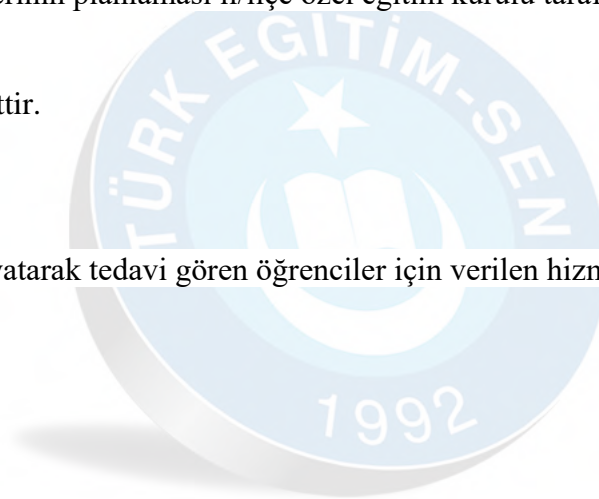 planlaması il/ilçe özel eğitim kurulu
ttir.
TÜRK EĞİTİM-SEN
yatarak tedavi gören öğrenciler için verilen
1992